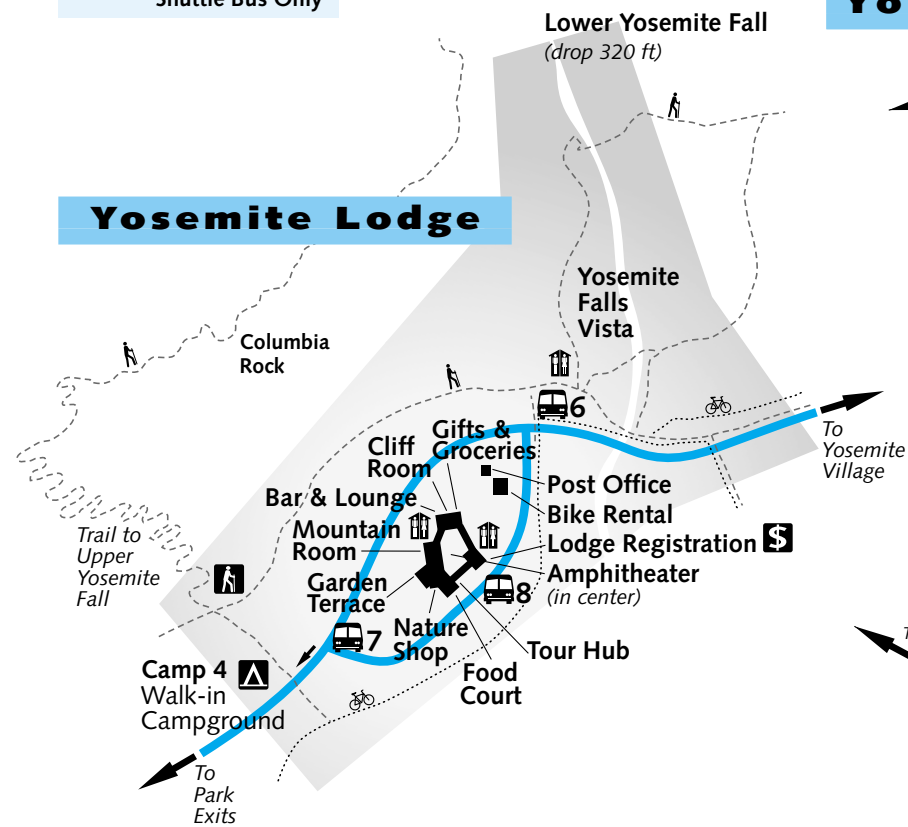 Shuttle Bus Only
Lower Yosemite Fall
(drop 320 ft)
Yo
Yosemite Lodge
Yosemite
Falls
Vista
Columbia
Rock
6
To
Yosemite
Village
Gifts &
Groceries
Cliff
Room
Bar & Lounge
Mountain
Room
Garden
Terrace
Post Office
Bike Rental
Lodge Registration $
Amphitheater
(in center)
8
Trail to
Upper
Yosemite
Fall
7
Nature
Shop
Tour Hub
Food
Court
Camp 4
Walk-in
Campground
To
Park
Exits